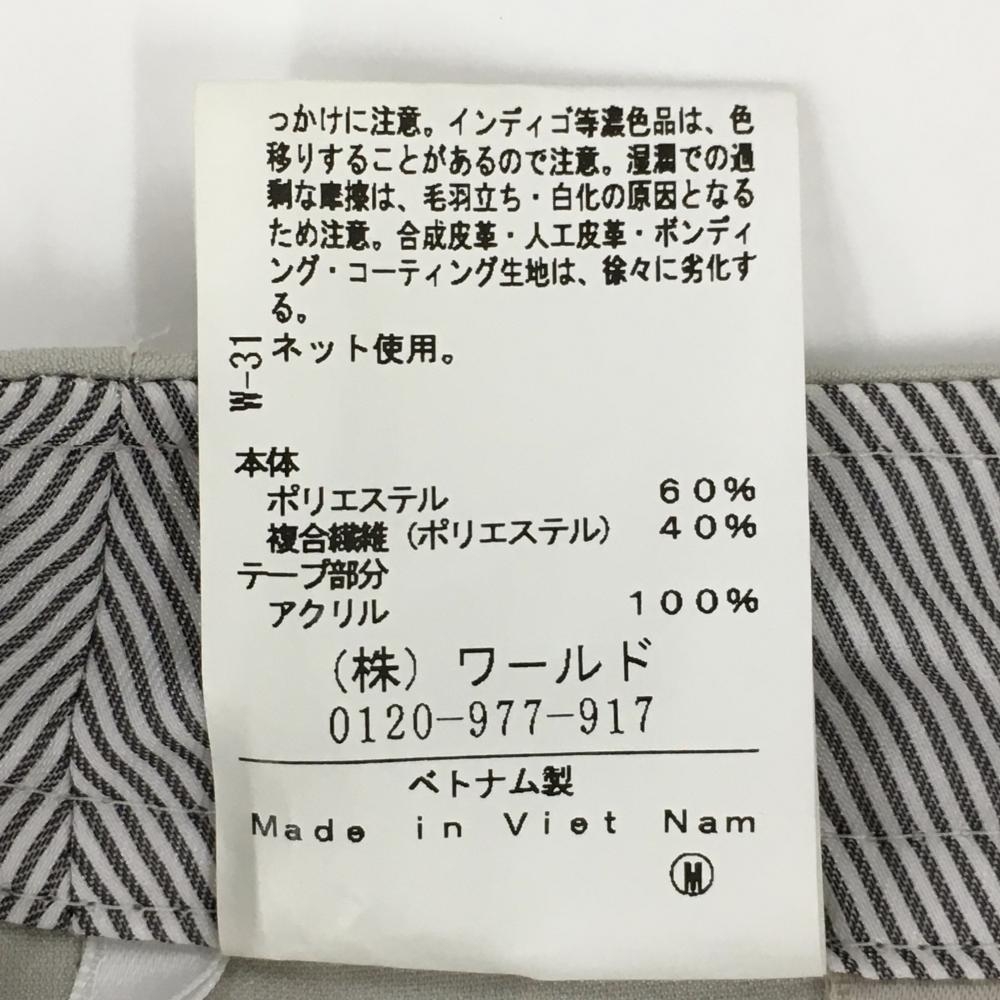 っかけに注意。インディゴ等濃色品は、色
移りすることがあるので注意。湿潤での過
剰な摩擦は、毛羽立ち・白化の原因となる
ため注意。合成皮革・人工皮革・ボンディ
ング・コーティング生地は、徐々に劣化す
る。
ネット使用。
W-31
本体
ポリエステル 60%
複合繊維(ポリエステル) 40%
テープ部分
アクリル 100%
(株)ワールド
0120-977-917
ベトナム製
Made in Viet Nam
M